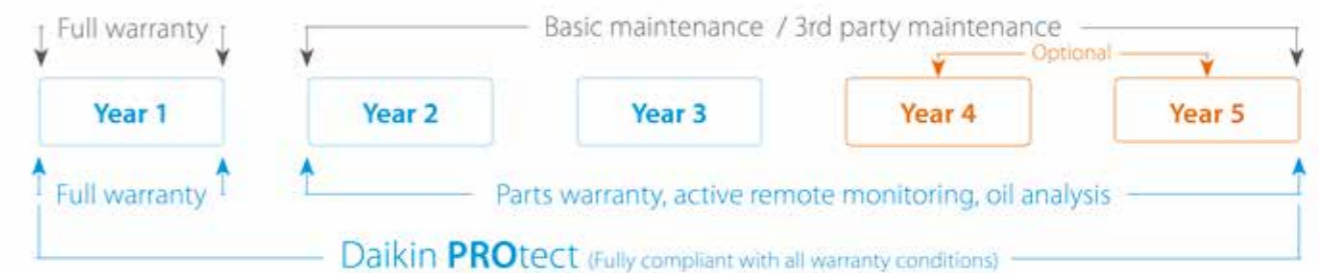 Full warranty
Basic maintenance / 3rd party maintenance
Optional
Year 1
Year 2
Year 3
Year 4
Year 5
Full warranty
Parts warranty, active remote monitoring, oil analysis
Daikin PROtect (Fully compliant with all warranty conditions)